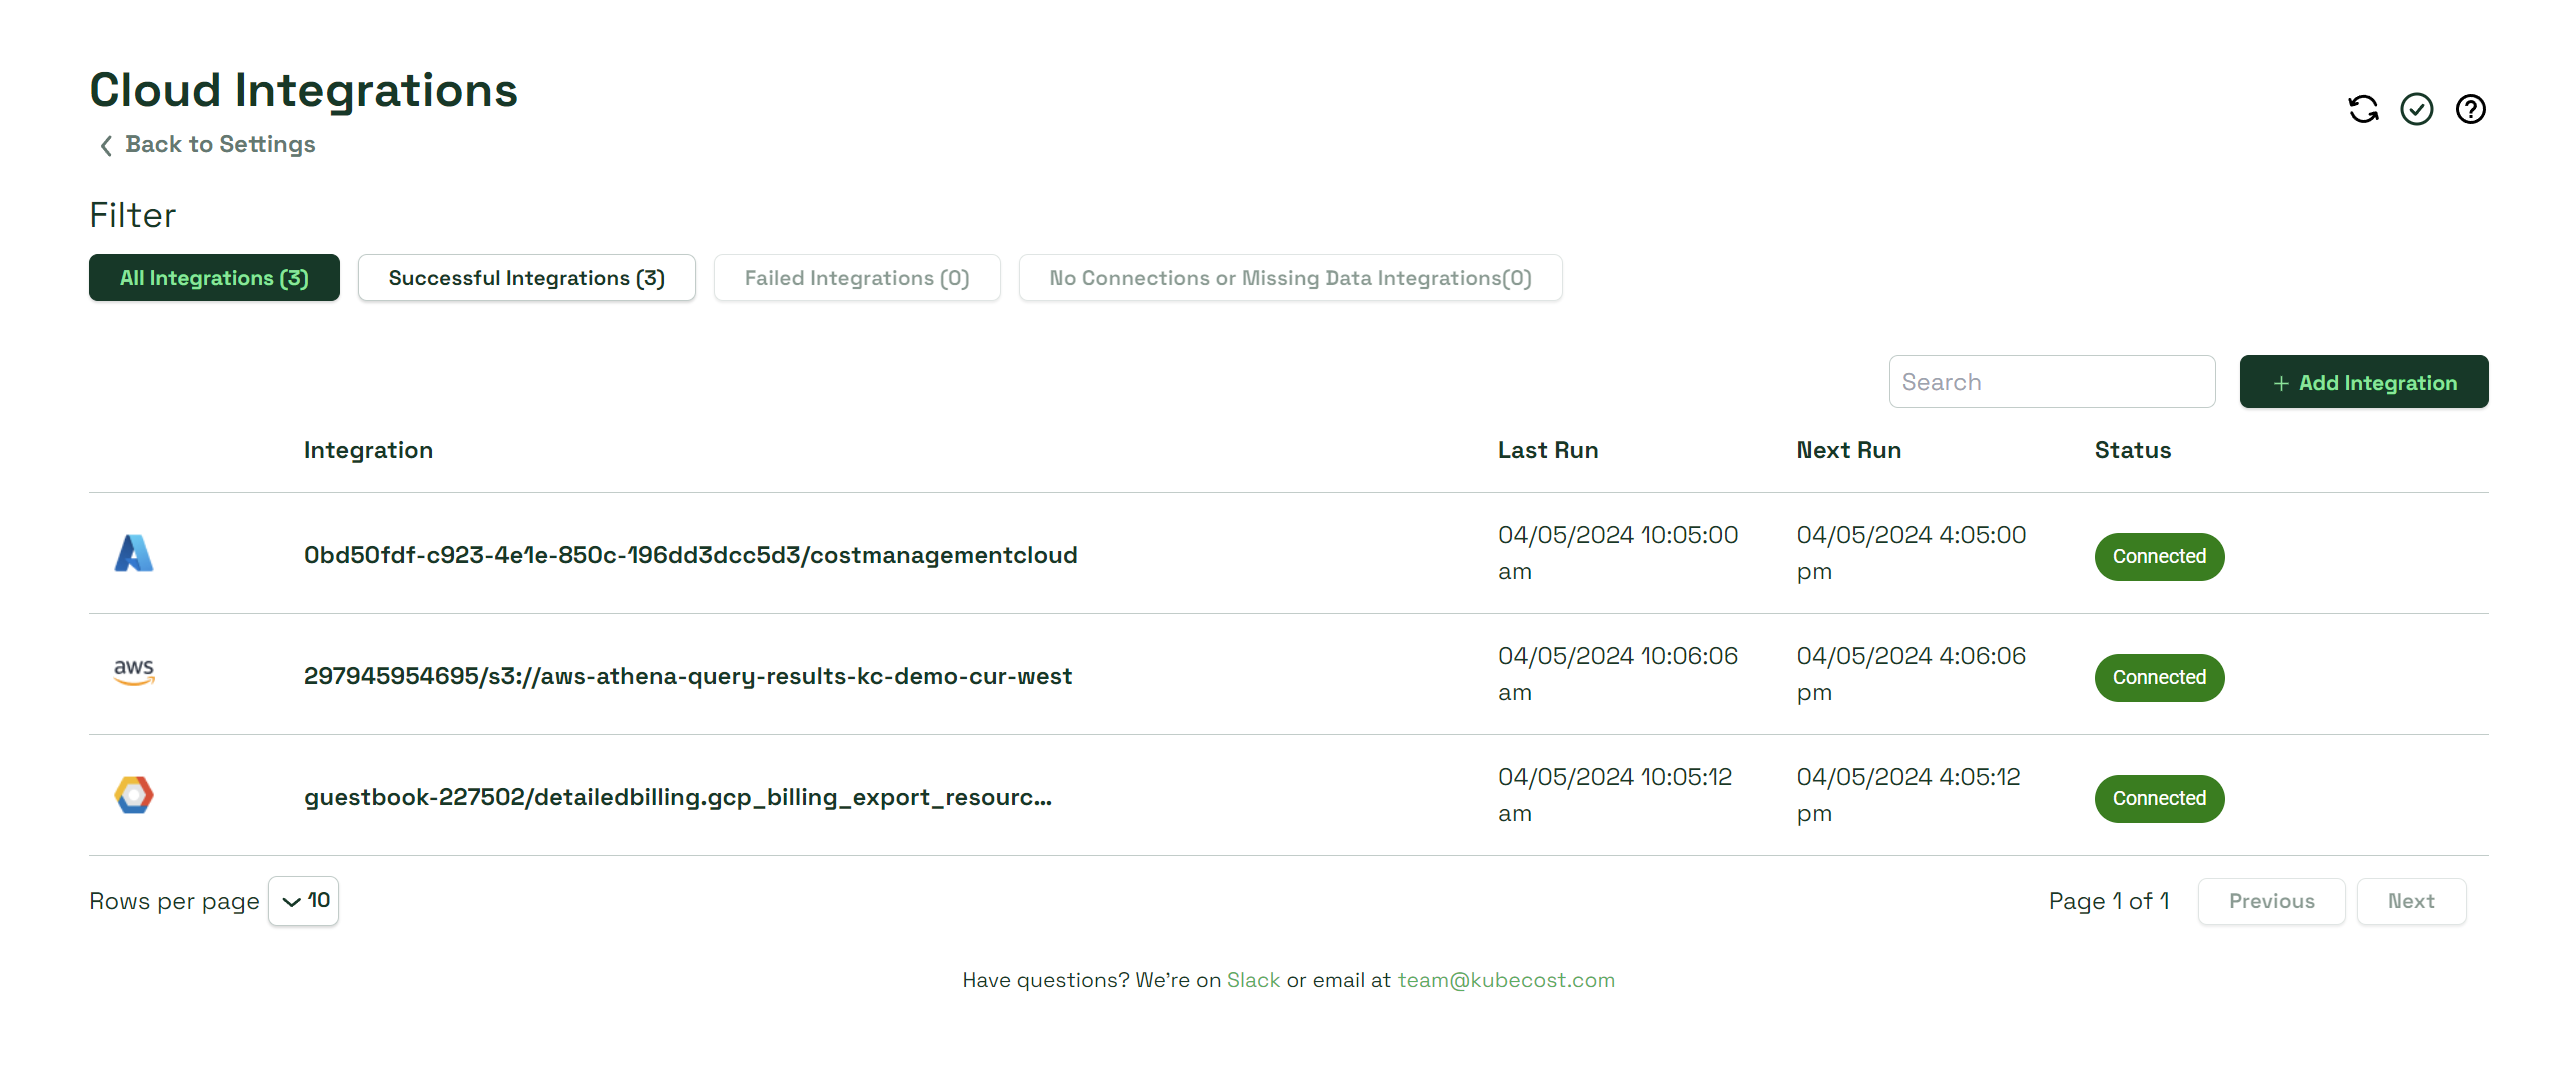 Cloud Integrations
Back to Settings
Filter
All Integrations (3)
Successful Integrations (3)
Failed Integrations (0)
No Connections or Missing Data Integrations(0)
Search
+ Add Integration
Integration
Last Run
Next Run
Status
0bd50fdf-c923-4e1e-850c-196dd3dcc5d3/costmanagementcloud
04/05/2024 10:05:00
am
04/05/2024 4:05:00
pm
Connected
aws
297945954695/s3://aws-athena-query-results-kc-demo-cur-west
04/05/2024 10:06:06
am
04/05/2024 4:06:06
pm
Connected
guestbook-227502/detailedbilling.gcp_billing_export_resourc...
04/05/2024 10:05:12
am
04/05/2024 4:05:12
pm
Connected
Rows per page
10
Page 1 of 1
Previous
Next
Have questions? We're on Slack or email at team@kubecost.com